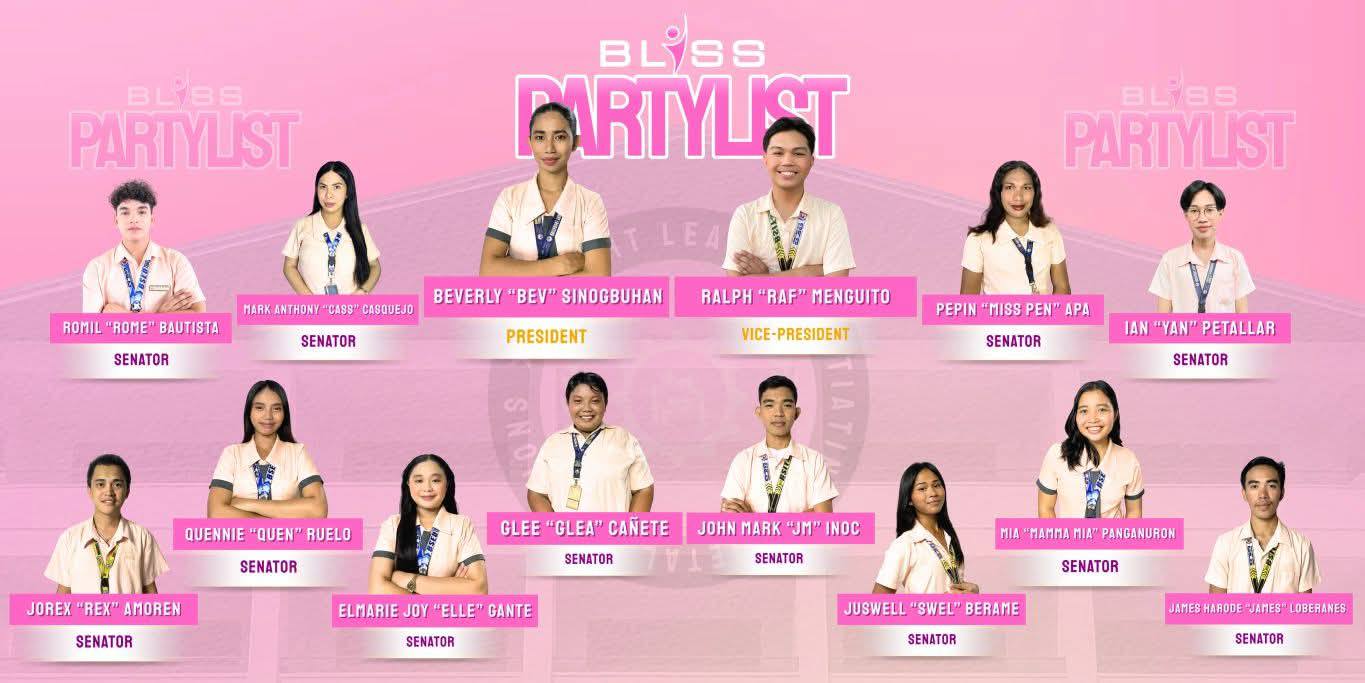 BLISS
PARTYLIST
BLISS
PARTYLIST
BLISS
PARTYLIST
ROMIL “ROME” BAUTISTA
SENATOR
MARK ANTHONY “CASS” CASQUEJO
SENATOR
BEVERLY “BEV” SINOGBUHAN
PRESIDENT
RALPH “RAF” MENGUITO
VICE-PRESIDENT
PEPIN “MISS PEN” APA
SENATOR
IAN “YAN” PETALLAR
SENATOR
JOREX “REX” AMOREN
SENATOR
QUENNIE “QUEN” RUELO
SENATOR
ELMARIE JOY “ELLE” GANTE
SENATOR
GLEE “GLEA” CAÑETE
SENATOR
JOHN MARK “JM” INOC
SENATOR
JUSWELL “SWEL” BERAME
SENATOR
MIA “MAMMA MIA” PANGANURON
SENATOR
JAMES HARODE “JAMES” LOBERANES
SENATOR